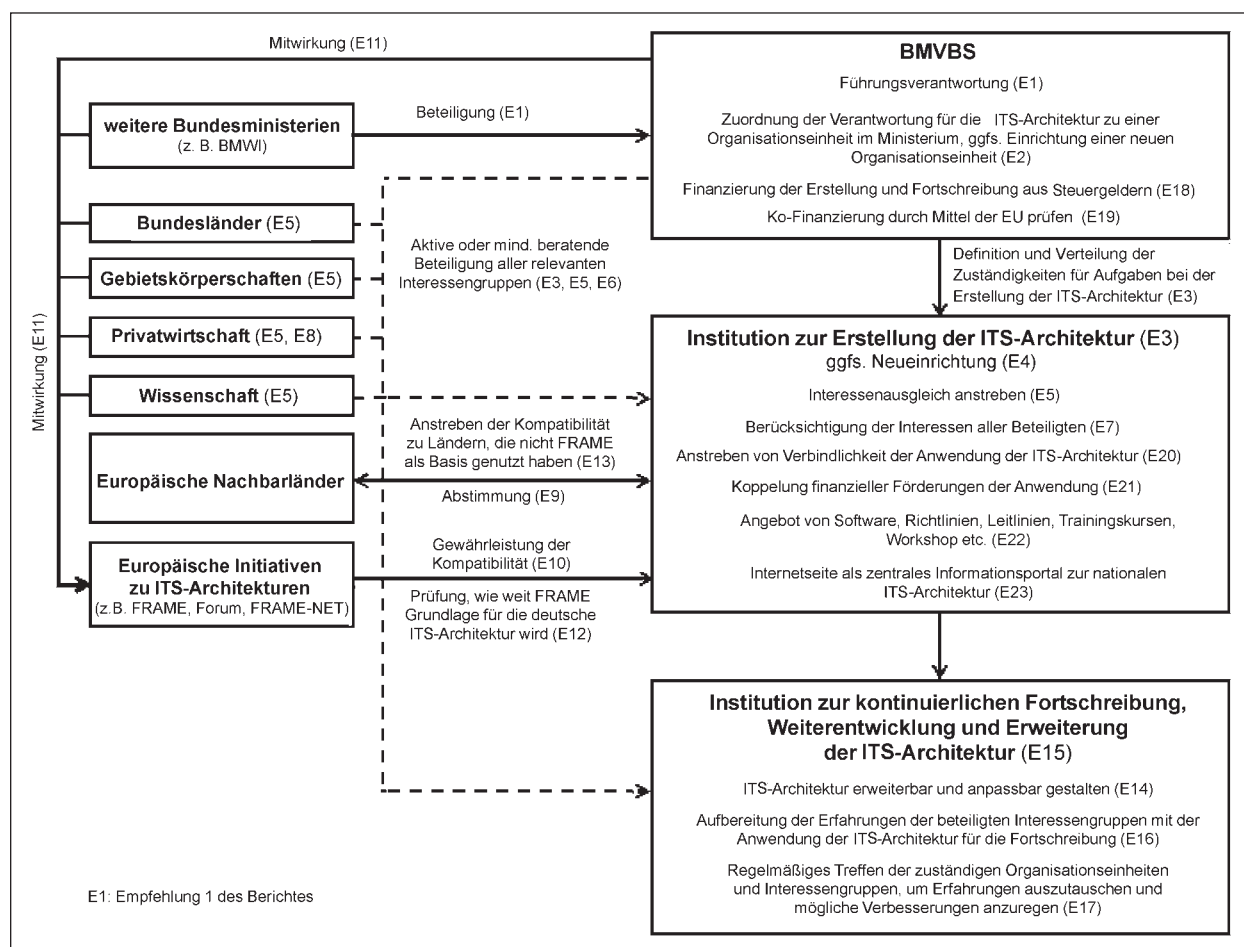 Mitwirkung (E11)
BMVBS
Führungsverantwortung (E1)
Zuordnung der Verantwortung für die ITS-Architektur zu einer
Organisationseinheit im Ministerium, ggfs. Einrichtung einer neuen
Organisationseinheit (E2)
Finanzierung der Erstellung und Fortschreibung aus Steuergeldern (E18)
Ko-Finanzierung durch Mittel der EU prüfen (E19)
weitere Bundesministerien
(z. B. BMWI)
Beteiligung (E1)
Bundesländer (E5)
Gebietskörperschaften (E5)
Privatwirtschaft (E5, E8)
Wissenschaft (E5)
Aktive oder mind. beratende
Beteiligung aller relevanten
Interessengruppen (E3, E5, E6)
Definition und Verteilung der
Zuständigkeiten für Aufgaben bei der
Erstellung der ITS-Architektur (E3)
Mitwirkung (E11)
Institution zur Erstellung der ITS-Architektur (E3)
ggfs. Neueinrichtung (E4)
Interessenausgleich anstreben (E5)
Berücksichtigung der Interessen aller Beteiligten (E7)
Anstreben von Verbindlichkeit der Anwendung der ITS-Architektur (E20)
Koppelung finanzieller Förderungen der Anwendung (E21)
Angebot von Software, Richtlinien, Leitlinien, Trainingskursen,
Workshop etc. (E22)
Internetseite als zentrales Informationsportal zur nationalen
ITS-Architektur (E23)
Anstreben der Kompatibilität
zu Ländern, die nicht FRAME
als Basis genutzt haben (E13)
Europäische Nachbarländer
Abstimmung (E9)
Europäische Initiativen
zu ITS-Architekturen
(z.B. FRAME, Forum, FRAME-NET)
Gewährleistung der
Kompatibilität (E10)
Prüfung, wie weit FRAME
Grundlage für die deutsche
ITS-Architektur wird (E12)
Institution zur kontinuierlichen Fortschreibung,
Weiterentwicklung und Erweiterung
der ITS-Architektur (E15)
ITS-Architektur erweiterbar und anpassbar gestalten (E14)
Aufbereitung der Erfahrungen der beteiligten Interessengruppen mit der
Anwendung der ITS-Architektur für die Fortschreibung (E16)
Regelmäßiges Treffen der zuständigen Organisationseinheiten
und Interessengruppen, um Erfahrungen auszutauschen und
mögliche Verbesserungen anzuregen (E17)
E1: Empfehlung 1 des Berichtes